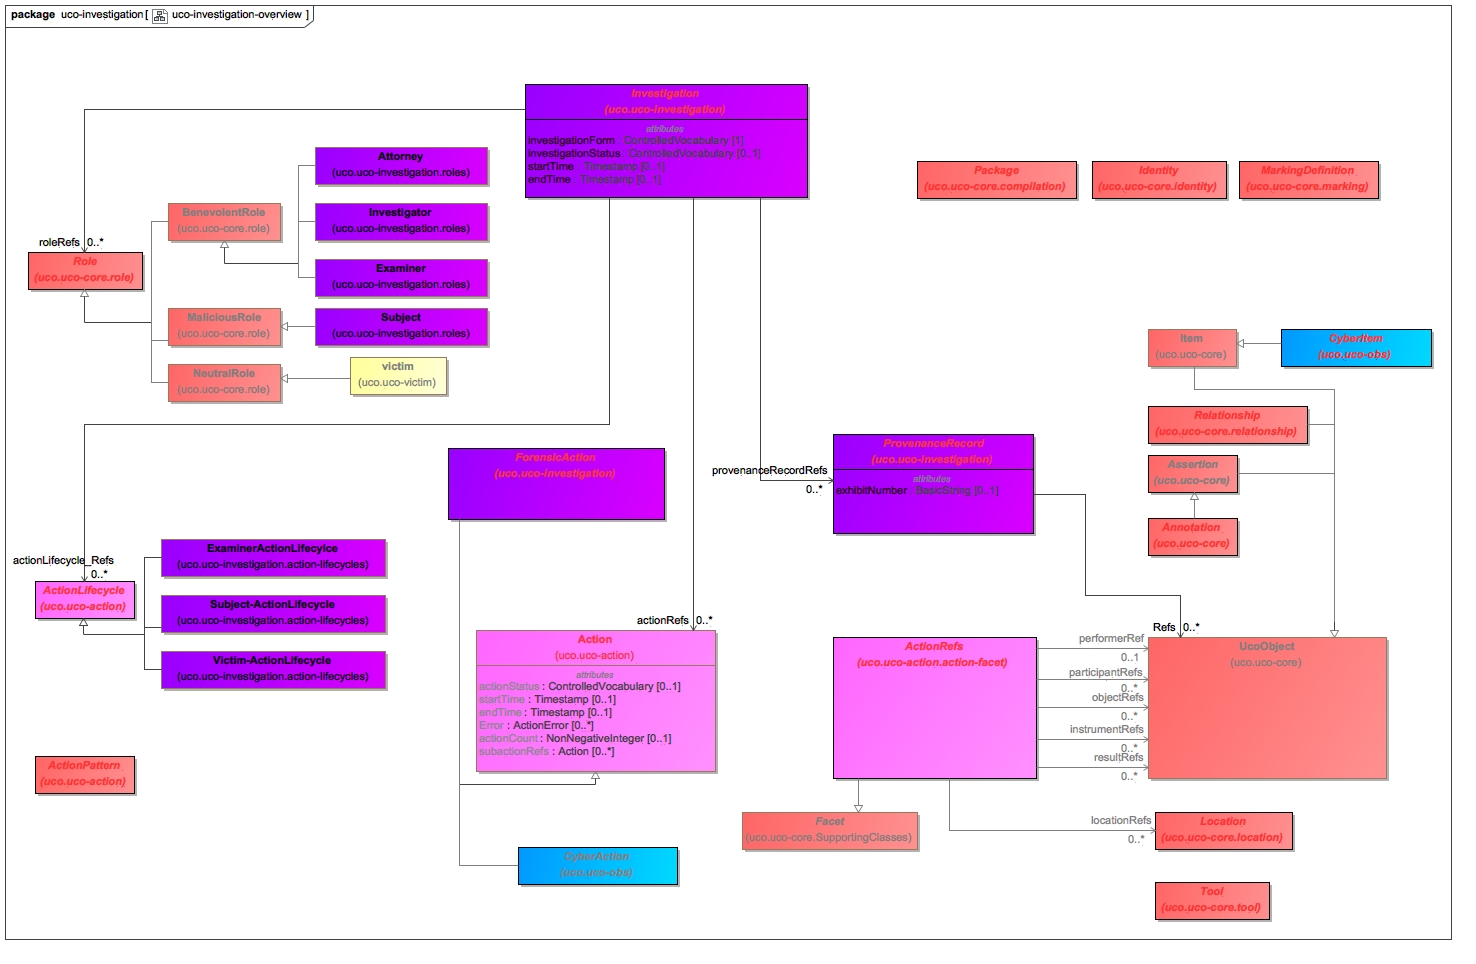 package uco-investigation [ uco-investigation-overview ]
Investigation
(uco.uco-investigation)
attributes
investigationForm : ControlledVocabulary [1]
investigationStatus : ControlledVocabulary [0..1]
startTime : Timestamp [0..1]
endTime : Timestamp [0..1]
Attorney
(uco.uco-investigation.roles)
Package
(uco.uco-core.compilation)
Identity
(uco.uco-core.identity)
MarkingDefinition
(uco.uco-core.marking)
BenevolentRole
(uco.uco-core.role)
Investigator
(uco.uco-investigation.roles)
roleRefs 0..*
Role
(uco.uco-core.role)
Examiner
(uco.uco-investigation.roles)
MaliciousRole
(uco.uco-core.role)
Subject
(uco.uco-investigation.roles)
NeutralRole
(uco.uco-core.role)
victim
(uco.uco-victim)
Item
(uco.uco-core)
CyberItem
(uco.uco-obs)
Relationship
(uco.uco-core.relationship)
Assertion
(uco.uco-core)
Annotation
(uco.uco-core)
ForensicAction
(uco.uco-investigation)
provenanceRecordRefs
0..*
ProvenanceRecord
(uco.uco-investigation)
attributes
exhibitNumber : BasicString [0..1]
actionLifecycle_Refs
0..*
ActionLifecycle
(uco.uco-action)
ExaminerActionLifecylce
(uco.uco-investigation.action-lifecycles)
Subject-ActionLifecycle
(uco.uco-investigation.action-lifecycles)
Victim-ActionLifecycle
(uco.uco-investigation.action-lifecycles)
actionRefs 0..*
Action
(uco.uco-action)
attributes
actionStatus : ControlledVocabulary [0..1]
startTime : Timestamp [0..1]
endTime : Timestamp [0..1]
Error : ActionError [0..*]
actionCount : NonNegativeInteger [0..1]
subactionRefs : Action [0..*]
ActionRefs
(uco.uco-action.action-facet)
performerRef
0..1
participantRefs
0..*
objectRefs
0..*
instrumentRefs
0..*
resultRefs
0..*
Refs 0..*
UcoObject
(uco.uco-core)
ActionPattern
(uco.uco-action)
Facet
(uco.uco-core.SupportingClasses)
locationRefs
0..*
Location
(uco.uco-core.location)
CyberAction
(uco.uco-obs)
Tool
(uco.uco-core.tool)